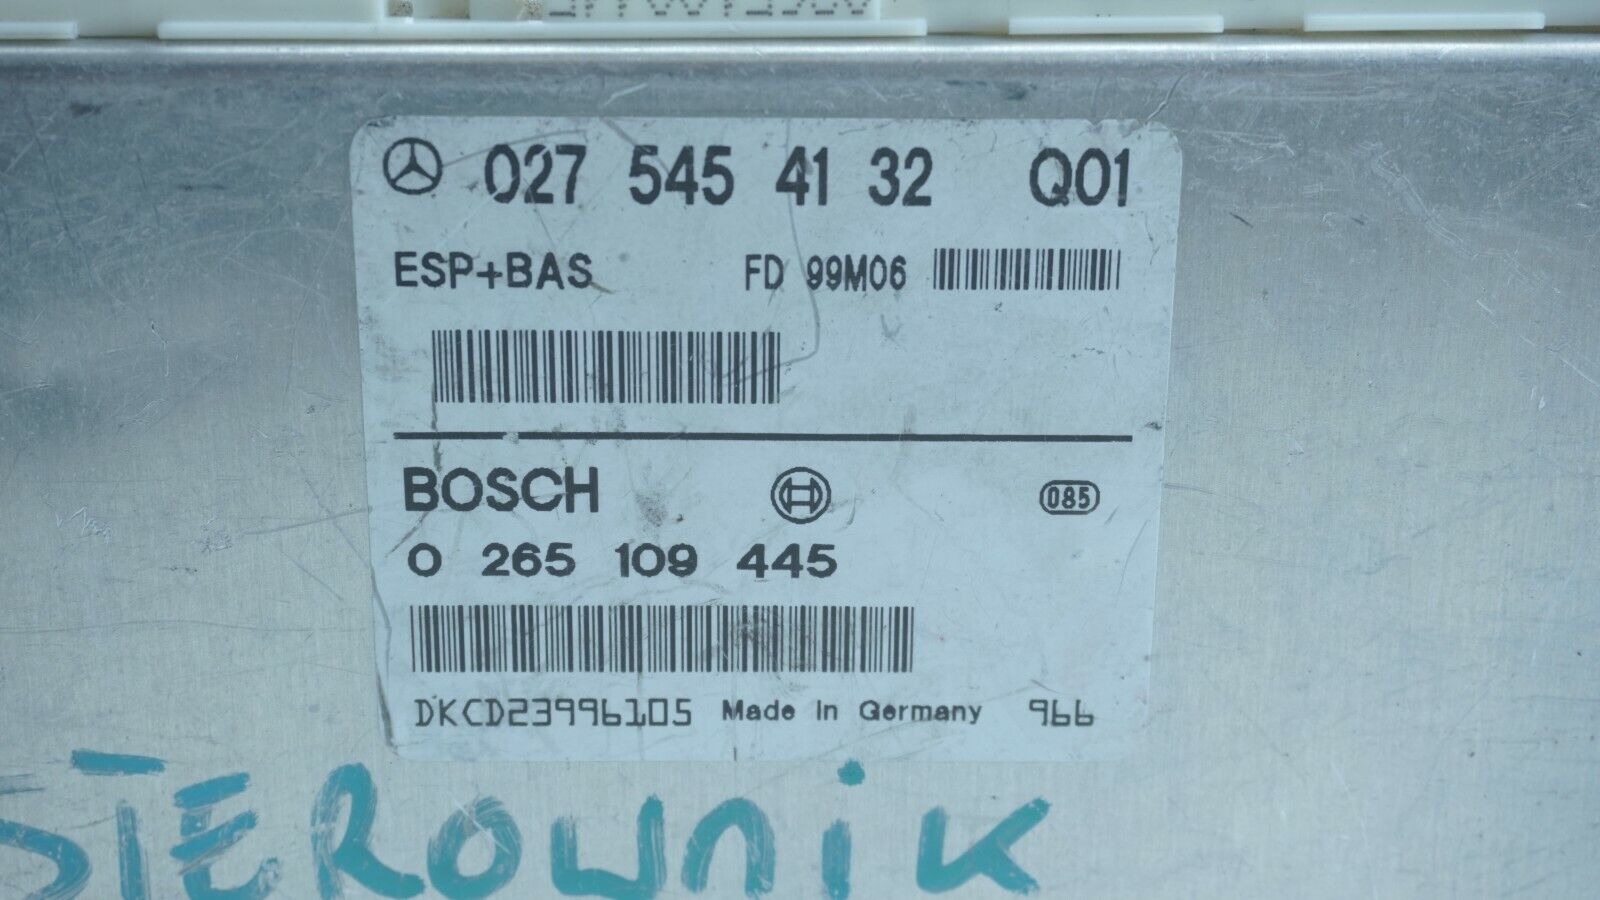 027 545 41 32 Q01
ESP+BAS FD 99M06
BOSCH 085
0 265 109 445
DKCD23996105 Made in Germany 966
STEROWNIK